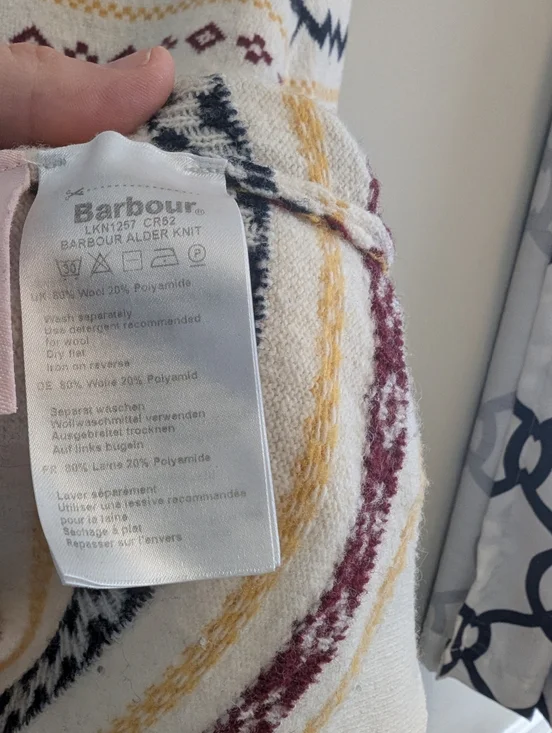 Barbour®
LKN1257 CR52
BARBOUR ALDER KNIT
30 P
UK 80% Wool 20% Polyamide
Wash separately
Use detergent recommended
for wool
Dry flat
Iron on reverse
DE 80% Wolle 20% Polyamid
Separat waschen
Wollwaschmittel verwenden
Ausgebreitet trocknen
Auf links bügeln
FR 80% Laine 20% Polyamide
Laver séparément
Utiliser une lessive recommandée
pour la laine
Séchage à plat
Repasser sur l'envers